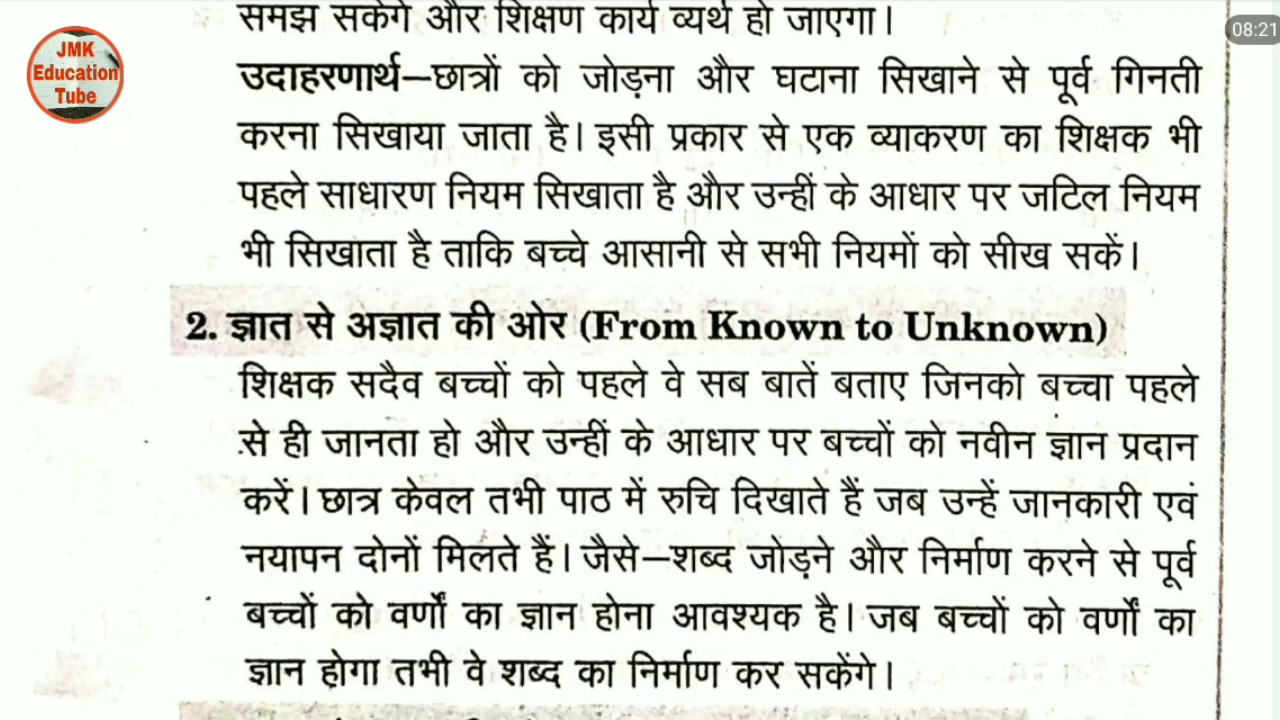 समझ सकेंगे और शिक्षण कार्य व्यर्थ हो जाएगा।
08:21
JMK
Education
Tube
उदाहरणार्थ–छात्रों को जोड़ना और घटाना सिखाने से पूर्व गिनती
करना सिखाया जाता है। इसी प्रकार से एक व्याकरण का शिक्षक भी
पहले साधारण नियम सिखाता है और उन्हीं के आधार पर जटिल नियम
भी सिखाता है ताकि बच्चे आसानी से सभी नियमों को सीख सकें।
2. ज्ञात से अज्ञात की ओर (From Known to Unknown)
शिक्षक सदैव बच्चों को पहले वे सब बातें बताए जिनको बच्चा पहले
से ही जानता हो और उन्हीं के आधार पर बच्चों को नवीन ज्ञान प्रदान
करें। छात्र केवल तभी पाठ में रुचि दिखाते हैं जब उन्हें जानकारी एवं
नयापन दोनों मिलते हैं। जैसे–शब्द जोड़ने और निर्माण करने से पूर्व
बच्चों को वर्णों का ज्ञान होना आवश्यक है। जब बच्चों को वर्णों का
ज्ञान होगा तभी वे शब्द का निर्माण कर सकेंगे।